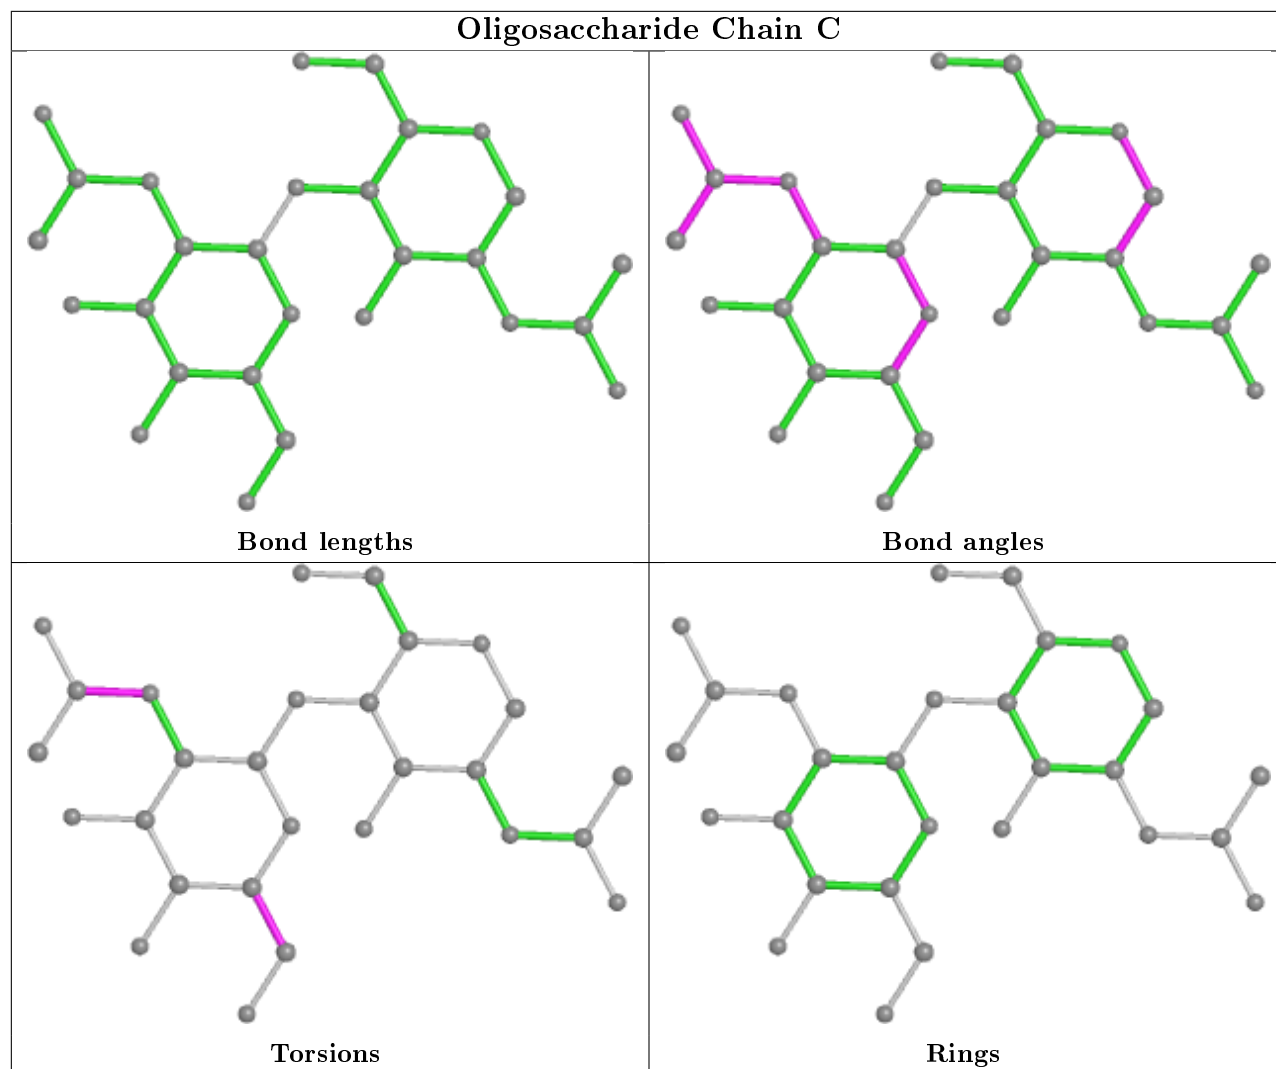 Oligosaccharide Chain C
Bond lengths
Bond angles
Torsions
Rings